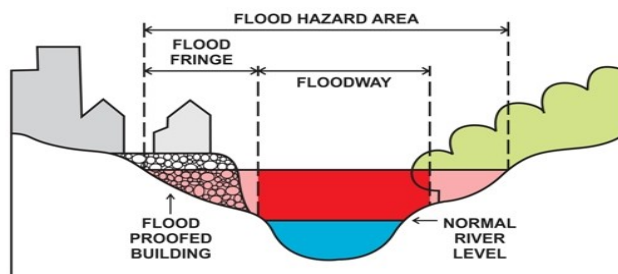 FLOOD HAZARD AREA
FLOOD
FRINGE
FLOODWAY
FLOOD
PROOFED
BUILDING
NORMAL
RIVER
LEVEL